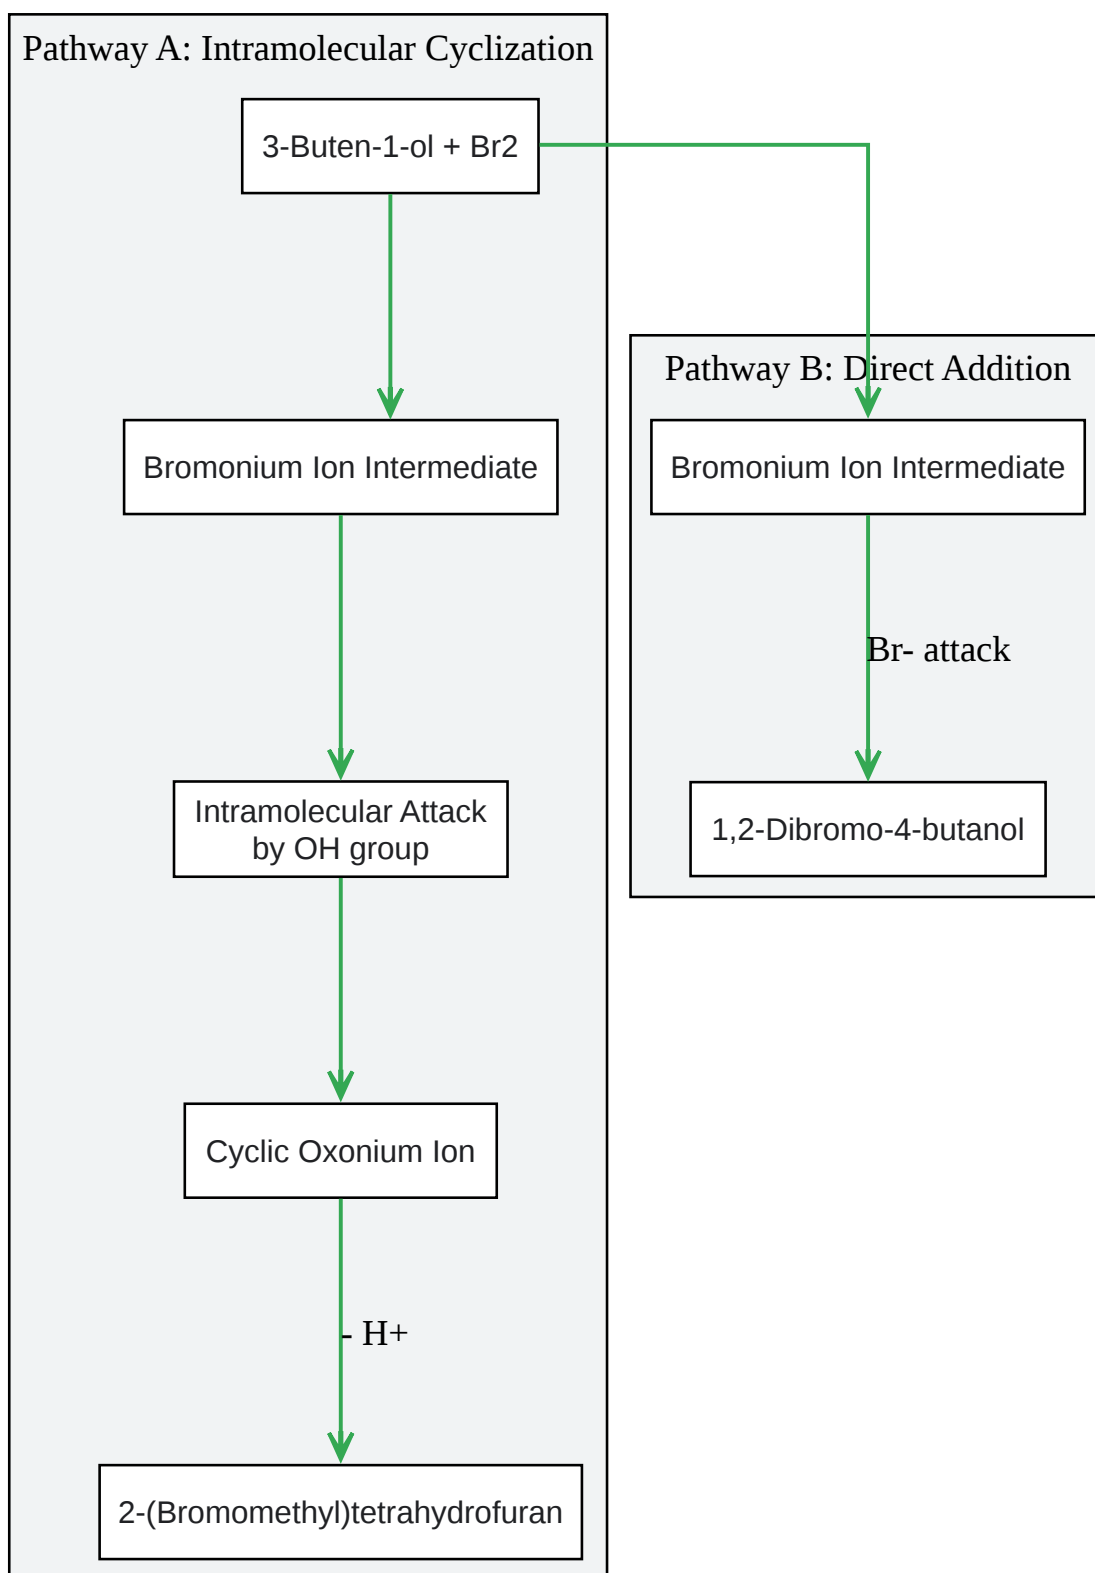 Pathway A: Intramolecular Cyclization
3-Buten-1-ol + Br2
Pathway B: Direct Addition
Bromonium Ion Intermediate
Bromonium Ion Intermediate
Br- attack
Intramolecular Attack
by OH group
1,2-Dibromo-4-butanol
Cyclic Oxonium Ion
- H+
2-(Bromomethyl)tetrahydrofuran